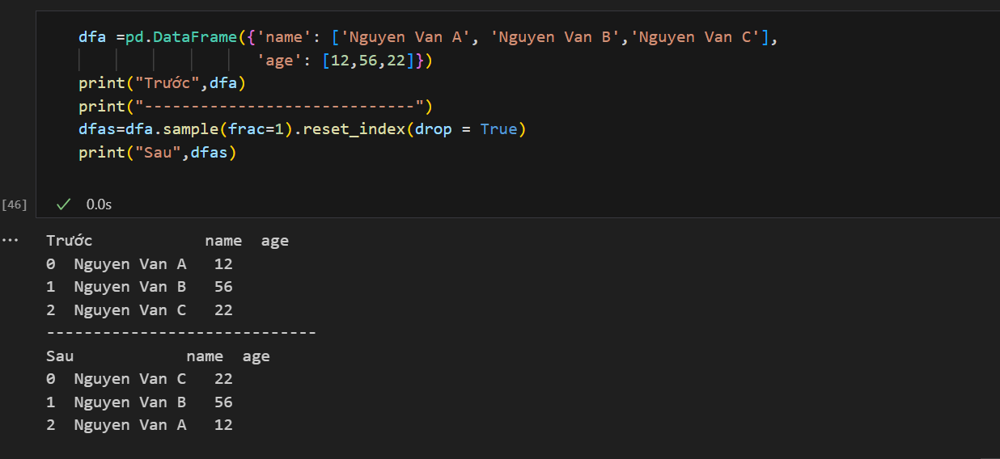 dfa =pd.DataFrame({'name': ['Nguyen Van A', 'Nguyen Van B','Nguyen Van C'],
'age': [12,56,22]})
print("Trước",dfa)
print("-----------------------------")
dfas=dfa.sample(frac=1).reset_index(drop = True)
print("Sau",dfas)
[46] ✓ 0.0s
... Trước            name  age
0  Nguyen Van A   12
1  Nguyen Van B   56
2  Nguyen Van C   22
-----------------------------
Sau            name  age
0  Nguyen Van C   22
1  Nguyen Van B   56
2  Nguyen Van A   12